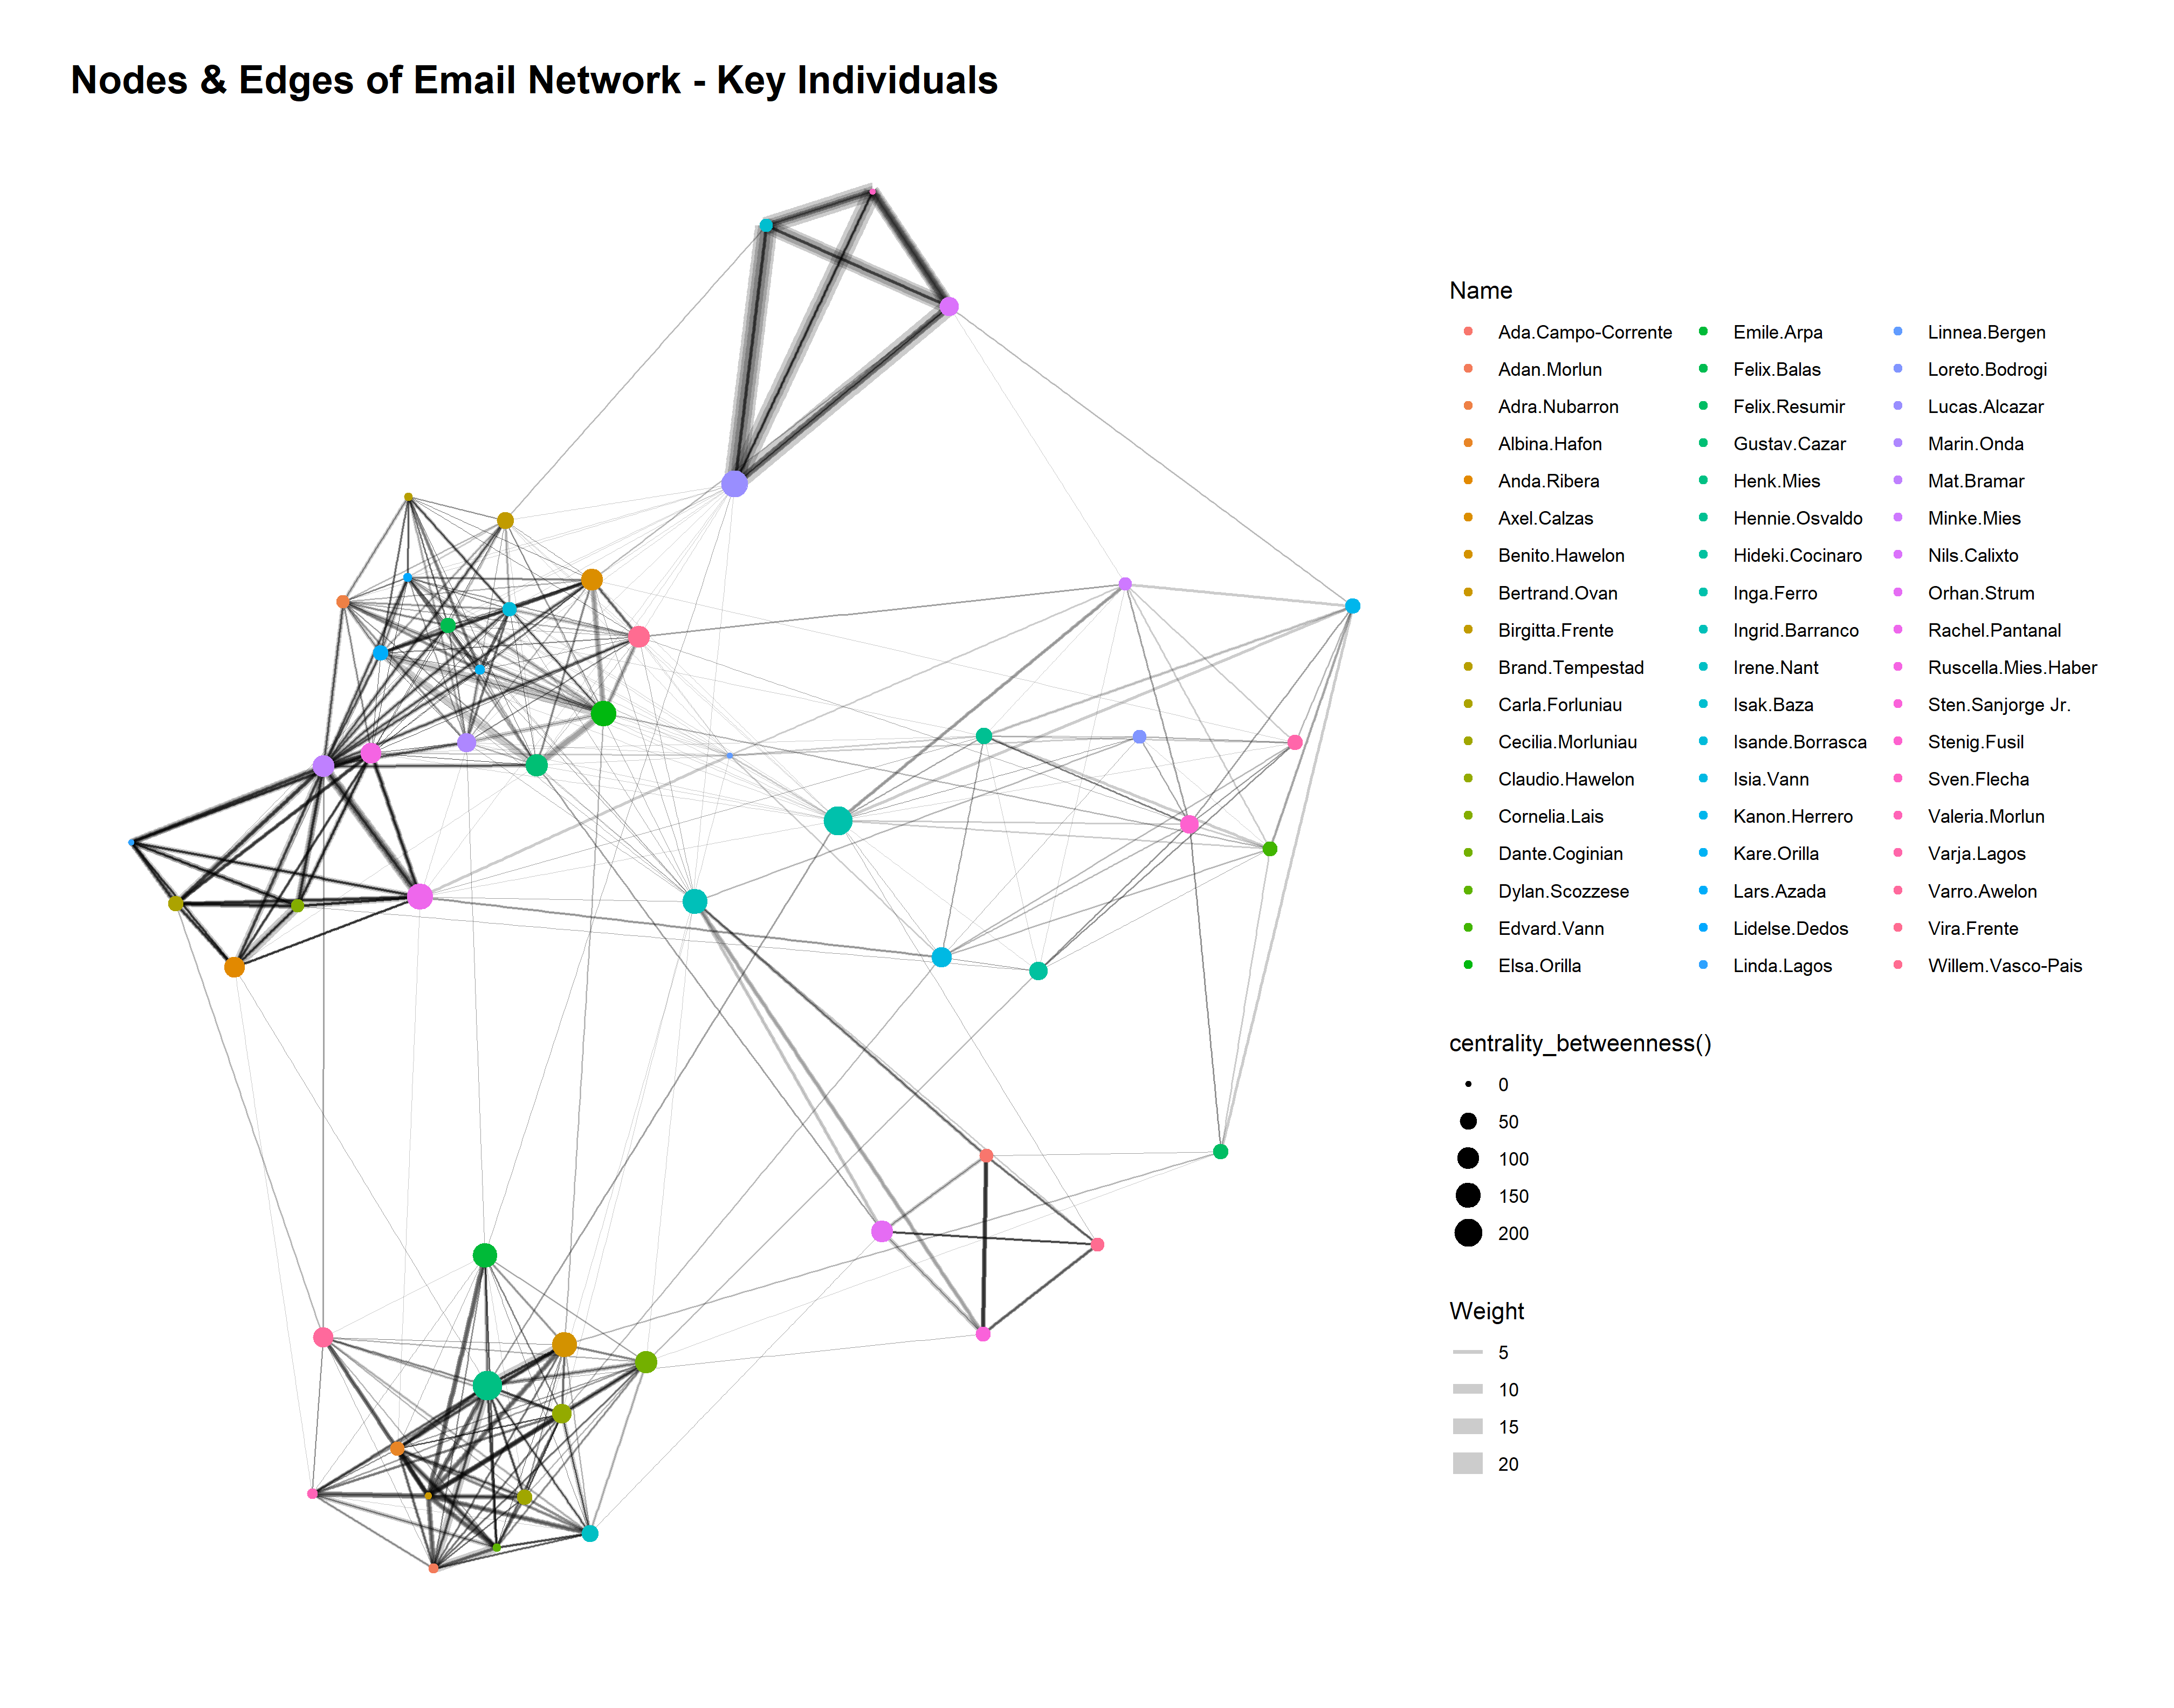 Nodes & Edges of Email Network - Key Individuals
Name
Ada.Campo-Corrente
Adan.Morlun
Adra.Nubarron
Albina.Hafon
Anda.Ribera
Axel.Calzas
Benito.Hawelon
Bertrand.Ovan
Birgitta.Frente
Brand.Tempestad
Carla.Forluniau
Cecilia.Morluniau
Claudio.Hawelon
Cornelia.Lais
Dante.Coginian
Dylan.Scozzese
Edvard.Vann
Elsa.Orilla
Emile.Arpa
Felix.Balas
Felix.Resumir
Gustav.Cazar
Henk.Mies
Hennie.Osvaldo
Hideki.Cocinaro
Inga.Ferro
Ingrid.Barranco
Irene.Nant
Isak.Baza
Isande.Borrasca
Isia.Vann
Kanon.Herrero
Kare.Orilla
Lars.Azada
Lidelse.Dedos
Linda.Lagos
Linnea.Bergen
Loreto.Bodrogi
Lucas.Alcazar
Marin.Onda
Mat.Bramar
Minke.Mies
Nils.Calixto
Orhan.Strum
Rachel.Pantanal
Ruscella.Mies.Haber
Sten.Sanjorge Jr.
Stenig.Fusil
Sven.Flecha
Valeria.Morlun
Varja.Lagos
Varro.Awelon
Vira.Frente
Willem.Vasco-Pais
centrality_betweenness()
0
50
100
150
200
Weight
5
10
15
20